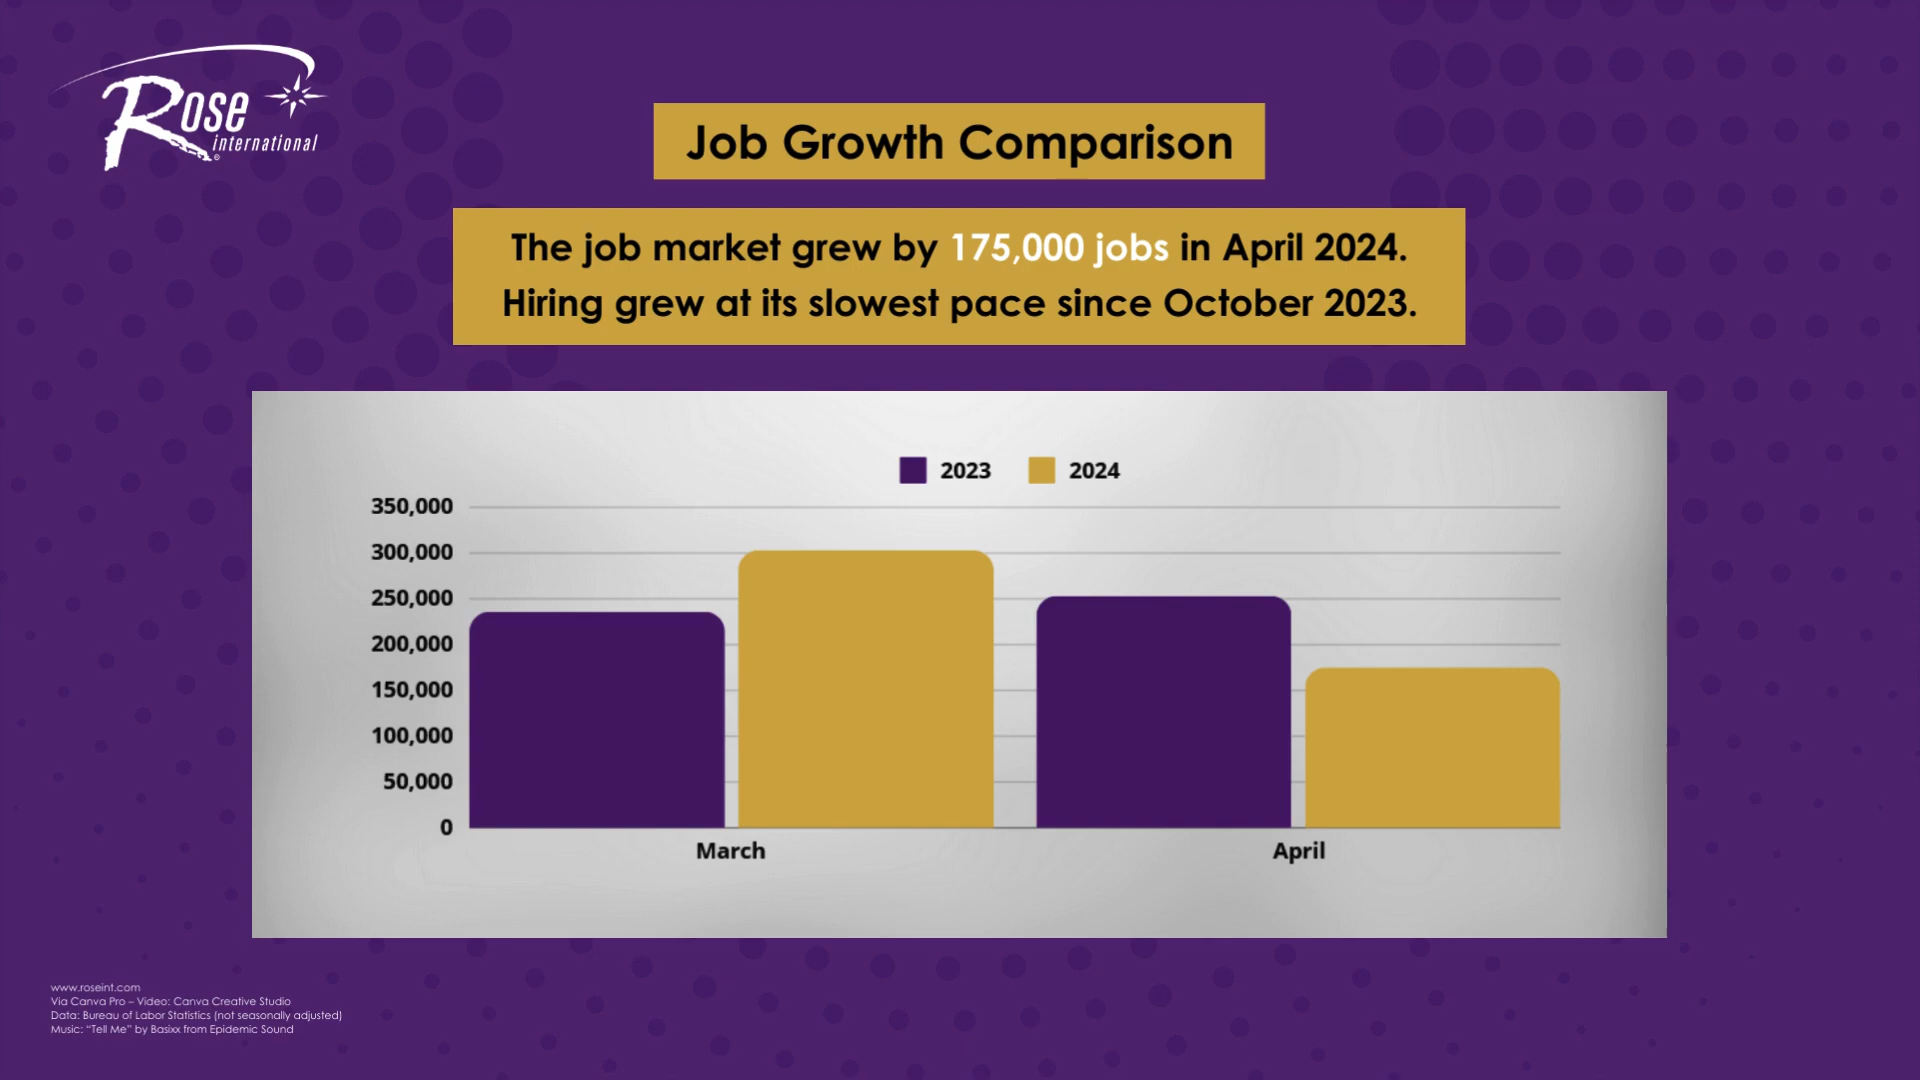 Rose
international
Job Growth Comparison
The job market grew by 175,000 jobs in April 2024.
Hiring grew at its slowest pace since October 2023.
2023 2024
350,000
300,000
250,000
200,000
150,000
100,000
50,000
0
March April
www.roseint.com
Via Canva Pro – Video: Canva Creative Studio
Data: Bureau of Labor Statistics (not seasonally adjusted)
Music: “Tell Me” by Basixx from Epidemic Sound